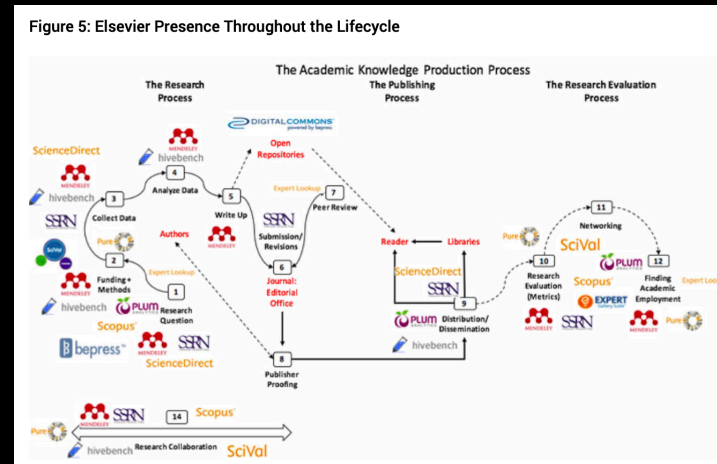 Figure 5: Elsevier Presence Throughout the Lifecycle
The Academic Knowledge Production Process
The Research
Process
The Publishing
Process
The Research Evaluation
Process
DIGITALCOMMONS
powered by bepress
Open
Repositories
ScienceDirect
MENDELEY
hivebench
SSRN
3
Collect Data
MENDELEY
hivebench
4
Analyze Data
5
Write Up
MENDELEY
Expert Lookup
7
Peer Review
SSRN
Submission/
Revisions
6
Journal:
Editorial
Office
Authors
Pure
2
Funding+
Methods
SciVal
MENDELEY
hivebench
Expert Lookup
1
Research
Question
PLUM
ANALYTICS
Scopus
bepress
MENDELEY
SSRN
ScienceDirect
8
Publisher
Proofing
Reader
Libraries
ScienceDirect
SSRN
9
Distribution/
Dissemination
PLUM
ANALYTICS
hivebench
Pure
10
Research
Evaluation
(Metrics)
MENDELEY
SSRN
11
Networking
SciVal
Scopus
EXPERT
PLUM
ANALYTICS
12
Finding
Academic
Employment
Expert Loo
MENDELEY
Pure
Pure
MENDELEY
SSRN
14
Scopus
hivebench
Research Collaboration
SciVal